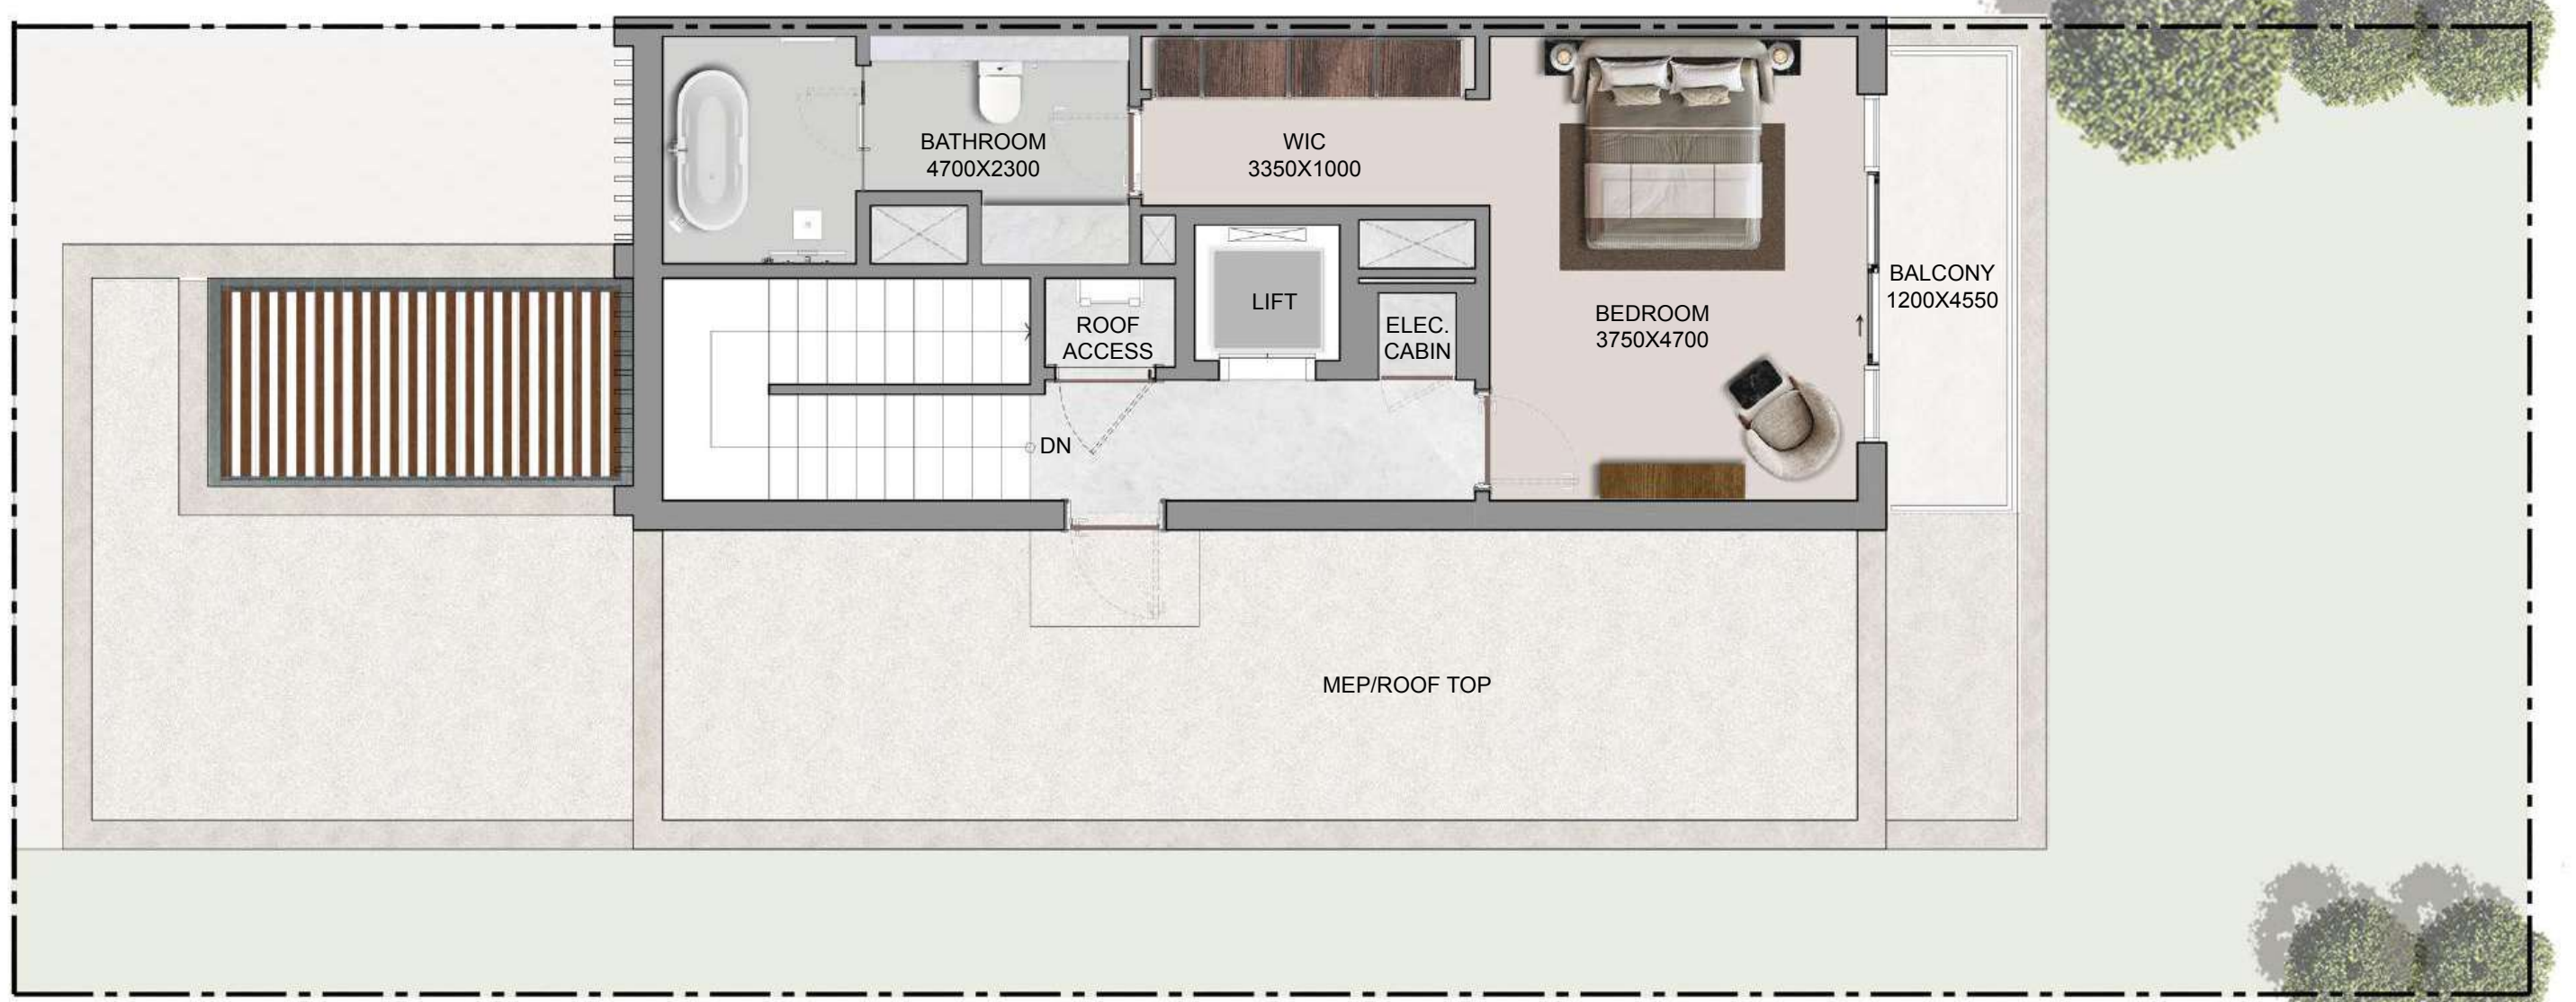 BATHROOM
4700X2300
WIC
3350X1000
BALCONY
1200X4550
LIFT
BEDROOM
3750X4700
ROOF
ACCESS
ELEC.
CABIN
DN
MEP/ROOF TOP